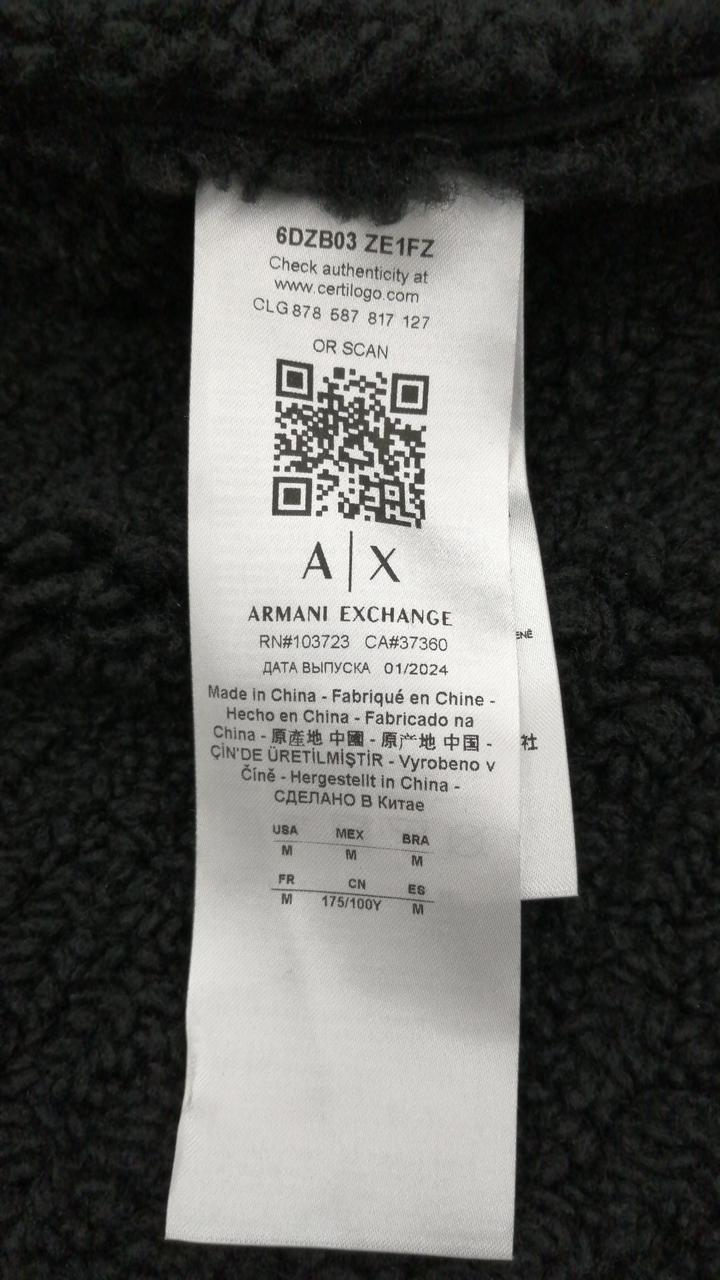 6DZB03 ZE1FZ
Check authenticity at
www.certilogo.com
CLG 878 587 817 127
OR SCAN
A|X
ARMANI EXCHANGE
RN#103723 CA#37360
ДАТА ВЫПУСКА 01/2024
Made in China - Fabriqué en Chine -
Hecho en China - Fabricado na
China - 原產地 中國 - 原产地 中国 -
ÇİN'DE ÜRETİLMİŞTİR - Vyrobeno v
Číně - Hergestellt in China -
СДЕЛАНО В Китае
USA MEX BRA
M M M
FR CN ES
M 175/100Y M
ENÊ
社